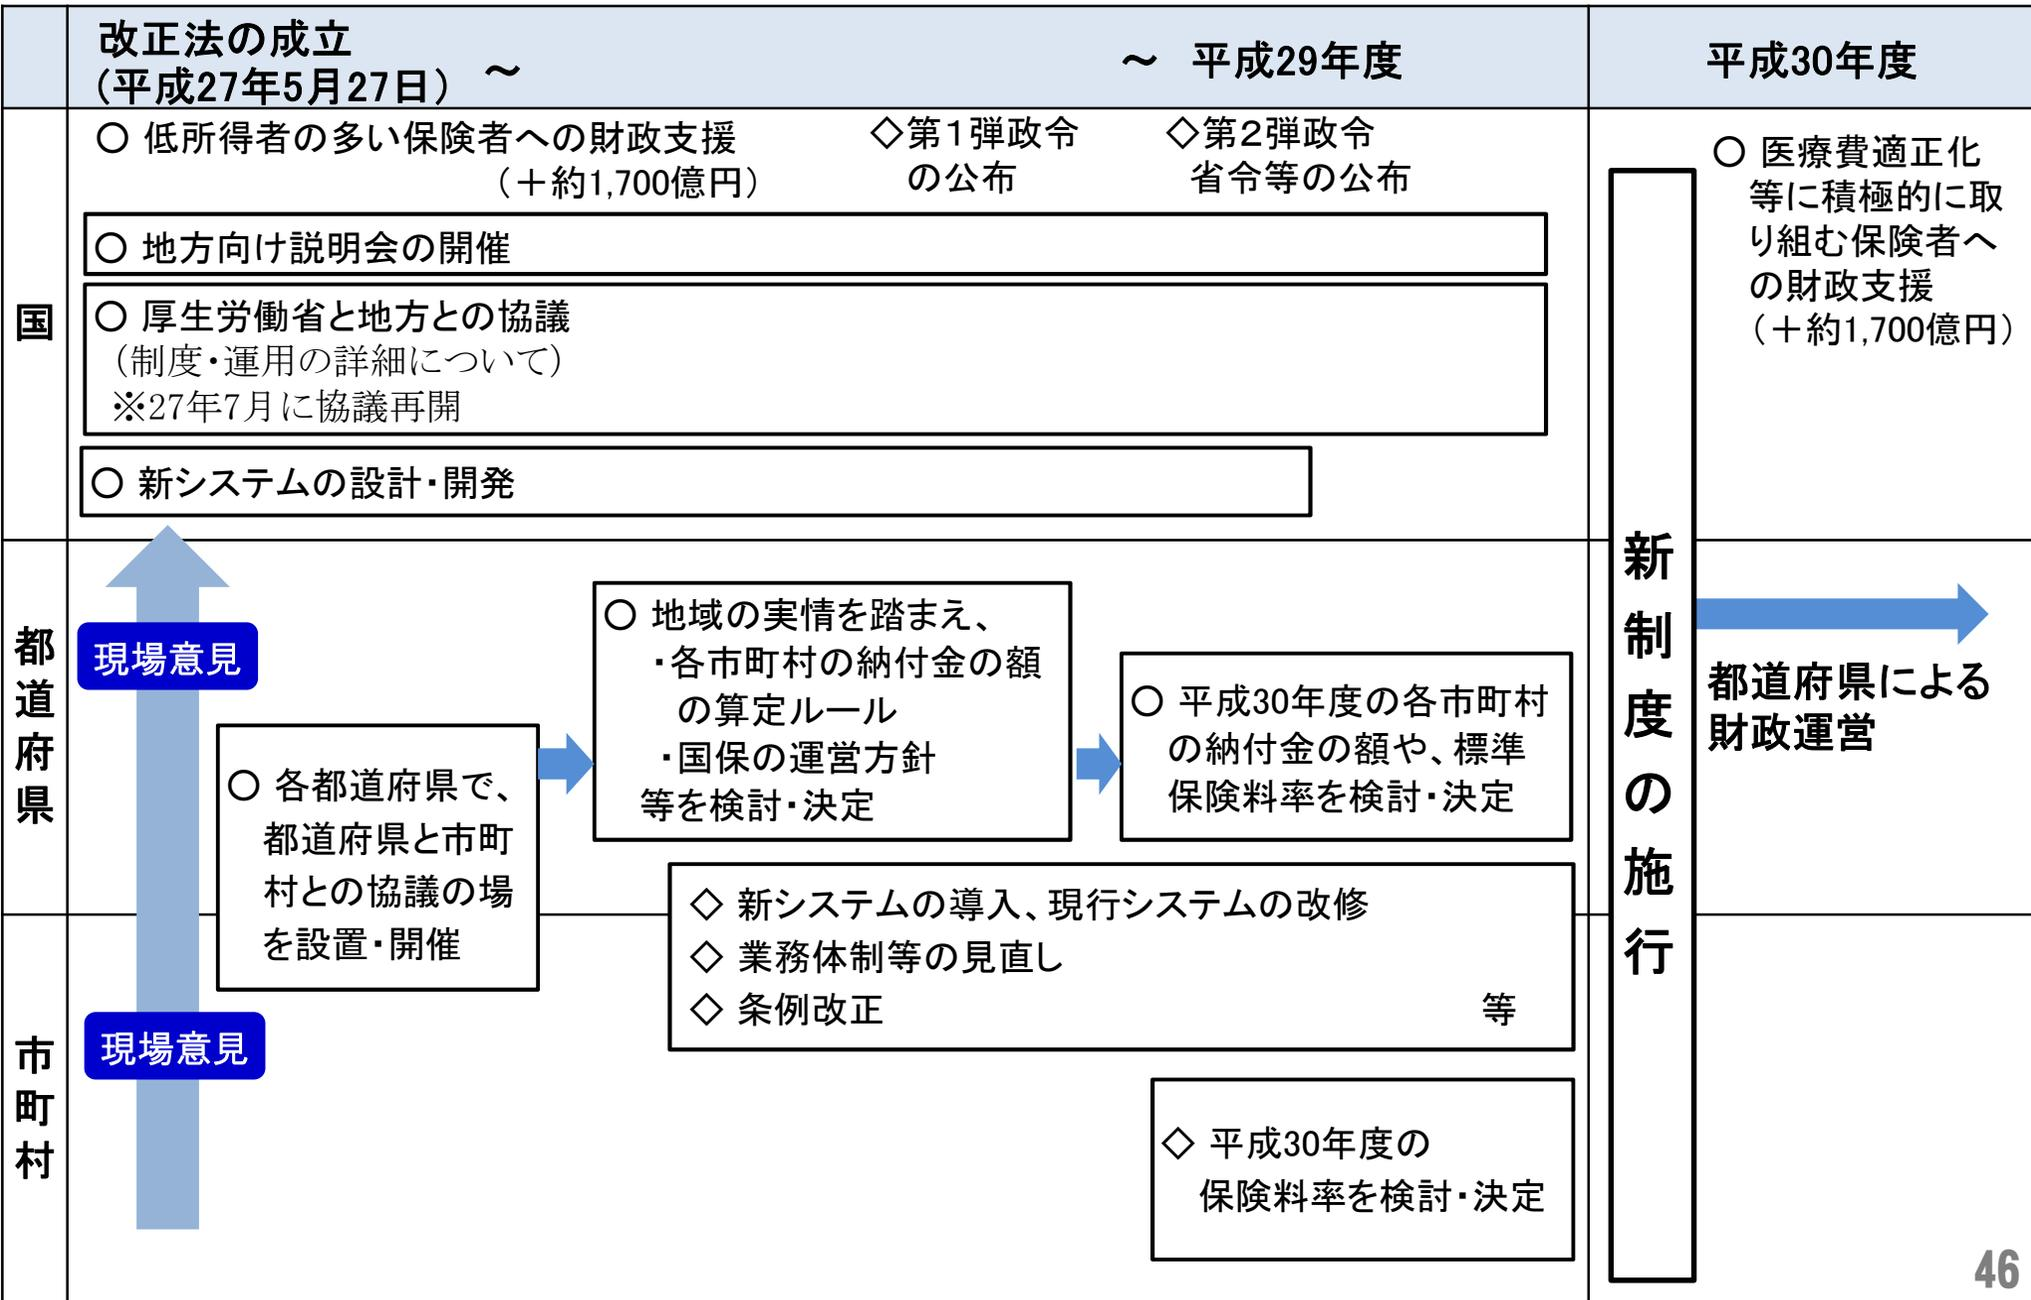 改正法の成立
(平成27年5月27日) ～
～ 平成29年度
平成30年度
国
○ 低所得者の多い保険者への財政支援
（＋約1,700億円）
◇第１弾政令
の公布
◇第２弾政令
省令等の公布
○ 地方向け説明会の開催
○ 厚生労働省と地方との協議
（制度・運用の詳細について）
※27年7月に協議再開
○ 新システムの設計・開発
○ 医療費適正化
等に積極的に取
り組む保険者へ
の財政支援
（＋約1,700億円）
都道府県
現場意見
○ 各都道府県で、
都道府県と市町
村との協議の場
を設置・開催
○ 地域の実情を踏まえ、
・各市町村の納付金の額
の算定ルール
・国保の運営方針
等を検討・決定
○ 平成30年度の各市町村
の納付金の額や、標準
保険料率を検討・決定
新制度の施行
都道府県による
財政運営
◇ 新システムの導入、現行システムの改修
◇ 業務体制等の見直し
◇ 条例改正 等
市町村
現場意見
◇ 平成30年度の
保険料率を検討・決定
46